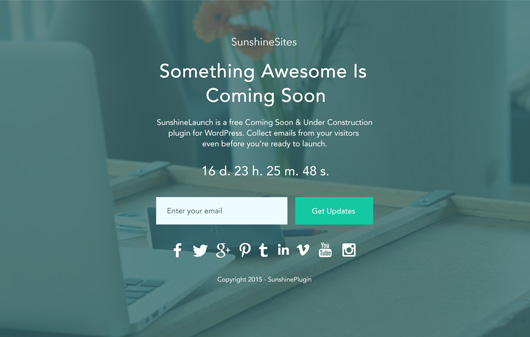 SunshineSites
Something Awesome Is
Coming Soon
SunshineLaunch is a free Coming Soon & Under Construction
plugin for WordPress. Collect emails from your visitors
even before you're ready to launch.
16 d. 23 h. 25 m. 48 s.
Enter your email
Get Updates
You
Tube
Copyright 2015 - SunshinePlugin